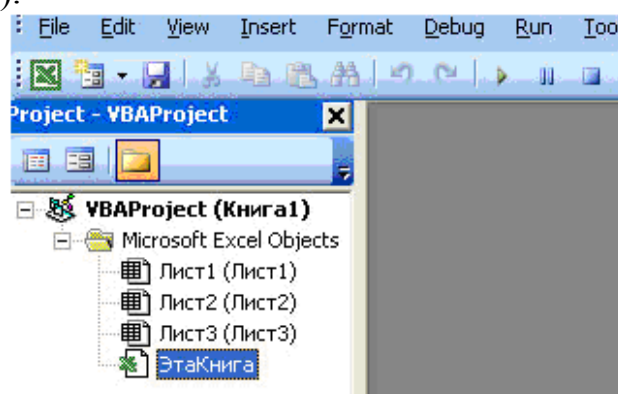 ):
File Edit View Insert Format Debug Run Too
Project - VBAProject
VBAProject (Книга1)
Microsoft Excel Objects
Лист1 (Лист1)
Лист2 (Лист2)
Лист3 (Лист3)
ЭтаКнига